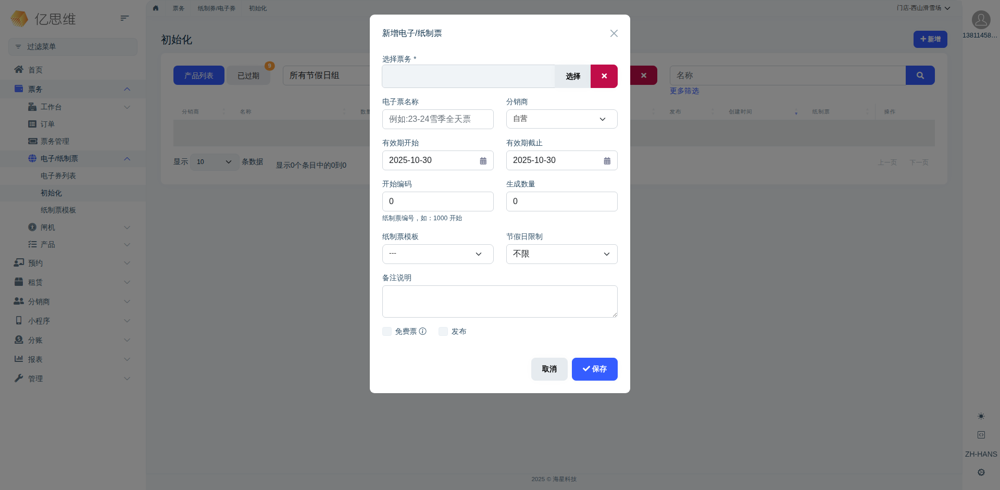 亿思维
过滤菜单
首页
票务
工作台
订单
票务管理
电子/纸制票
电子券列表
初始化
纸制票模板
闸机
产品
预约
租赁
分销商
小程序
分账
报表
管理
票务
纸制券/电子券
初始化
门店-西山滑雪场
初始化
新增
产品列表
已过期
9
所有节假日组
名称
更多筛选
分销商
名称
数量
发布
创建时间
纸制票
操作
显示 10 条数据
显示0个条目中的0到0
上一页
下一页
2025 © 海星科技
13811458...
ZH-HANS
新增电子/纸制票
选择票务 *
选择
电子票名称
分销商
例如:23-24雪季全天票
自营
有效期开始
有效期截止
2025-10-30
2025-10-30
开始编码
生成数量
0
0
纸制票编号，如：1000 开始
纸制票模板
节假日限制
---
不限
备注说明
免费票
发布
取消
保存